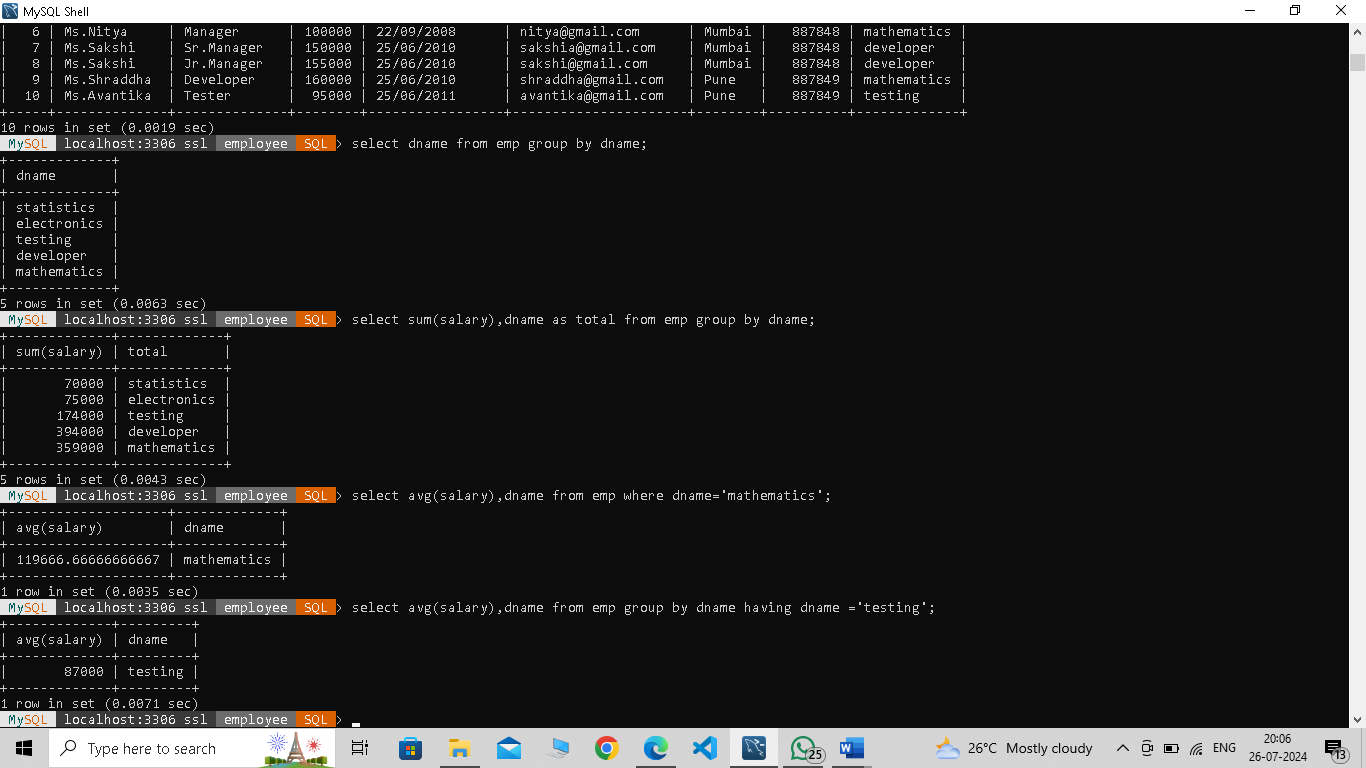 MySQL Shell
| 6 | Ms.Nitya | Manager | 100000 | 22/09/2008 | nitya@gmail.com | Mumbai | 887848 | mathematics |
| 7 | Ms.Sakshi | Sr.Manager | 150000 | 25/06/2010 | sakshia@gmail.com | Mumbai | 887848 | developer |
| 8 | Ms.Sakshi | Jr.Manager | 155000 | 25/06/2010 | sakshi@gmail.com | Mumbai | 887848 | developer |
| 9 | Ms.Shraddha | Developer | 160000 | 25/06/2010 | shraddha@gmail.com | Pune | 887849 | mathematics |
| 10 | Ms.Avantika | Tester | 95000 | 25/06/2011 | avantika@gmail.com | Pune | 887849 | testing |
+----+-------------+------------+--------+-----------------+----------------------+--------+----------+-------------+
10 rows in set (0.0019 sec)
MySQL localhost:3306 ssl employee SQL > select dname from emp group by dname;
+-------------+
| dname |
+-------------+
| statistics |
| electronics |
| testing |
| developer |
| mathematics |
+-------------+
5 rows in set (0.0063 sec)
MySQL localhost:3306 ssl employee SQL > select sum(salary),dname as total from emp group by dname;
+-------------+-------------+
| sum(salary) | total |
+-------------+-------------+
| 70000 | statistics |
| 75000 | electronics |
| 174000 | testing |
| 394000 | developer |
| 359000 | mathematics |
+-------------+-------------+
5 rows in set (0.0043 sec)
MySQL localhost:3306 ssl employee SQL > select avg(salary),dname from emp where dname='mathematics';
+--------------------+-------------+
| avg(salary) | dname |
+--------------------+-------------+
| 119666.66666666667 | mathematics |
+--------------------+-------------+
1 row in set (0.0035 sec)
MySQL localhost:3306 ssl employee SQL > select avg(salary),dname from emp group by dname having dname ='testing';
+-------------+---------+
| avg(salary) | dname |
+-------------+---------+
| 87000 | testing |
+-------------+---------+
1 row in set (0.0071 sec)
MySQL localhost:3306 ssl employee SQL >
Type here to search 25 26°C Mostly cloudy ENG 20:06
26-07-2024 13